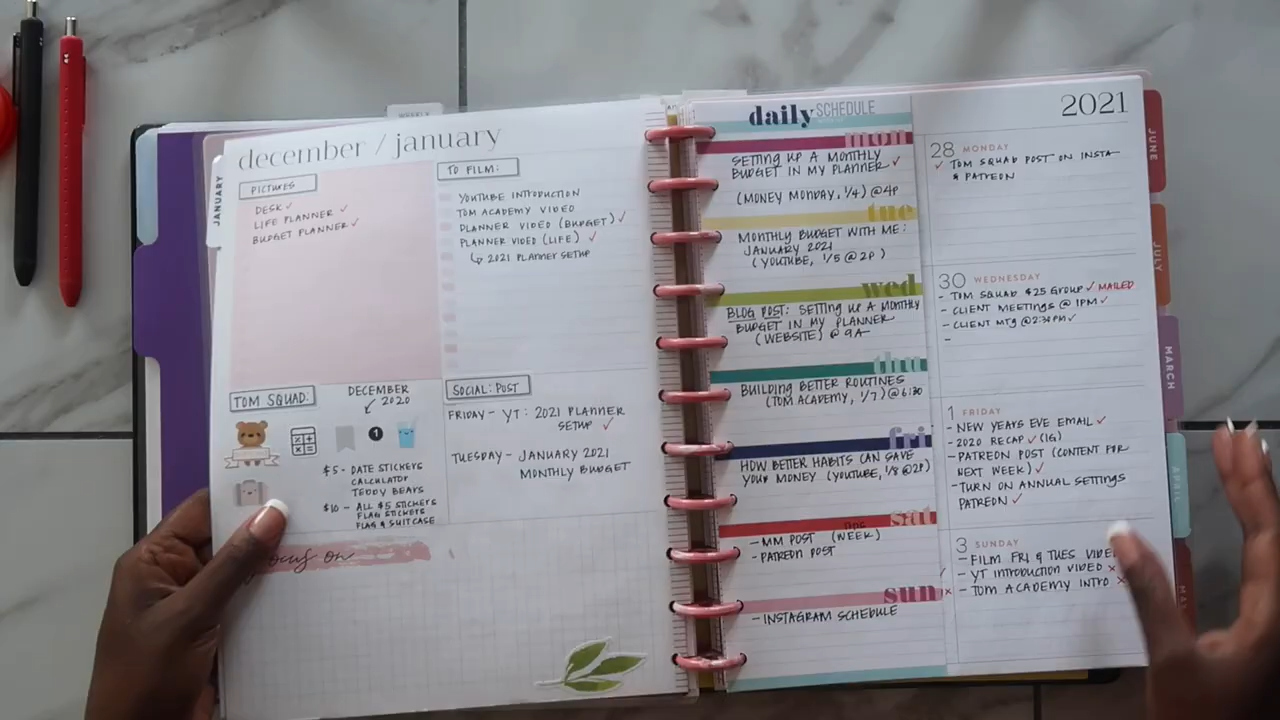 december / january
JANUARY
PICTURES
DESK ✓
LIFE PLANNER ✓
BUDGET PLANNER ✓
TO FILM:
YOUTUBE INTRODUCTION
TOM ACADEMY VIDEO
PLANNER VIDEO (BUDGET) ✓
PLANNER VIDEO (LIFE) ✓
↳ 2021 PLANNER SETUP
TOM SQUAD:
DECEMBER
2020
1
$5 - DATE STICKERS
CALCULATOR
TEDDY BEARS
$10 - ALL $5 STICKERS
FLAG STICKERS
FLAG & SUITCASE
SOCIAL: POST
FRIDAY - YT: 2021 PLANNER
SETUP ✓
TUESDAY - JANUARY 2021
MONTHLY BUDGET
focus on
daily SCHEDULE
mon
SETTING UP A MONTHLY
BUDGET IN MY PLANNER ✓
(MONEY MONDAY, 1/4) @ 4P
tue
MONTHLY BUDGET WITH ME:
JANUARY 2021
(YOUTUBE, 1/5 @ 2P)
wed
BLOG POST: SETTING UP A MONTHLY
BUDGET IN MY PLANNER
(WEBSITE) @ 9A
thu
BUILDING BETTER ROUTINES
(TOM ACADEMY, 1/7) @ 6:30
fri
HOW BETTER HABITS CAN SAVE
YOUR MONEY (YOUTUBE, 1/8 @ 2P)
sat
THIS
- MM POST (WEEK)
- PATREON POST
sun
- INSTAGRAM SCHEDULE
2021
28 MONDAY
✓ TOM SQUAD POST ON INSTA
& PATREON
30 WEDNESDAY
- TOM SQUAD $25 GROUP ✓ MAILED
- CLIENT MEETINGS @ 1PM ✓
- CLIENT MTG @ 2:30PM ✓
-
1 FRIDAY
- NEW YEARS EVE EMAIL ✓
- 2020 RECAP ✓ (IG)
- PATREON POST (CONTENT FOR
NEXT WEEK) ✓
- TURN ON ANNUAL SETTINGS
PATREON ✓
3 SUNDAY
- FILM FRI & TUES VIDEO
- YT INTRODUCTION VIDEO ×
× - TOM ACADEMY INTRO ×
JUNE
JULY
MARCH
APRIL